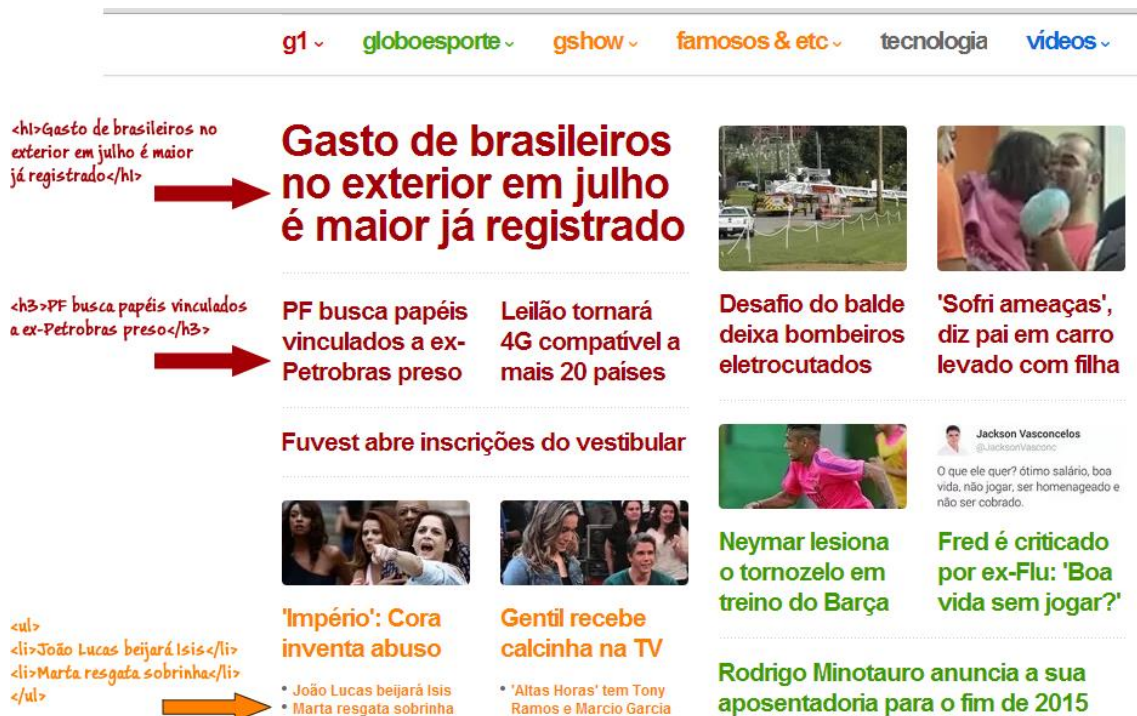 g1 globoesporte gshow famosos & etc tecnologia vídeos
<h1>Gasto de brasileiros no
exterior em julho é maior
já registrado</h1>
Gasto de brasileiros
no exterior em julho
é maior já registrado
<h3>PF busca papéis vinculados
a ex-Petrobras preso</h3>
PF busca papéis
vinculados a ex-
Petrobras preso
Leilão tornará
4G compatível a
mais 20 países
Desafio do balde
deixa bombeiros
eletrocutados
'Sofri ameaças',
diz pai em carro
levado com filha
Fuvest abre inscrições do vestibular
Jackson Vasconcelos
@JacksonVasconc
O que ele quer? ótimo salário, boa
vida, não jogar, ser homenageado e
não ser cobrado.
Neymar lesiona
o tornozelo em
treino do Barça
Fred é criticado
por ex-Flu: 'Boa
vida sem jogar?'
<ul>
<li>João Lucas beijará Isis</li>
<li>Marta resgata sobrinha</li>
</ul>
'Império': Cora
inventa abuso
• João Lucas beijará Isis
• Marta resgata sobrinha
Gentil recebe
calcinha na TV
• 'Altas Horas' tem Tony
Ramos e Marcio Garcia
Rodrigo Minotauro anuncia a sua
aposentadoria para o fim de 2015